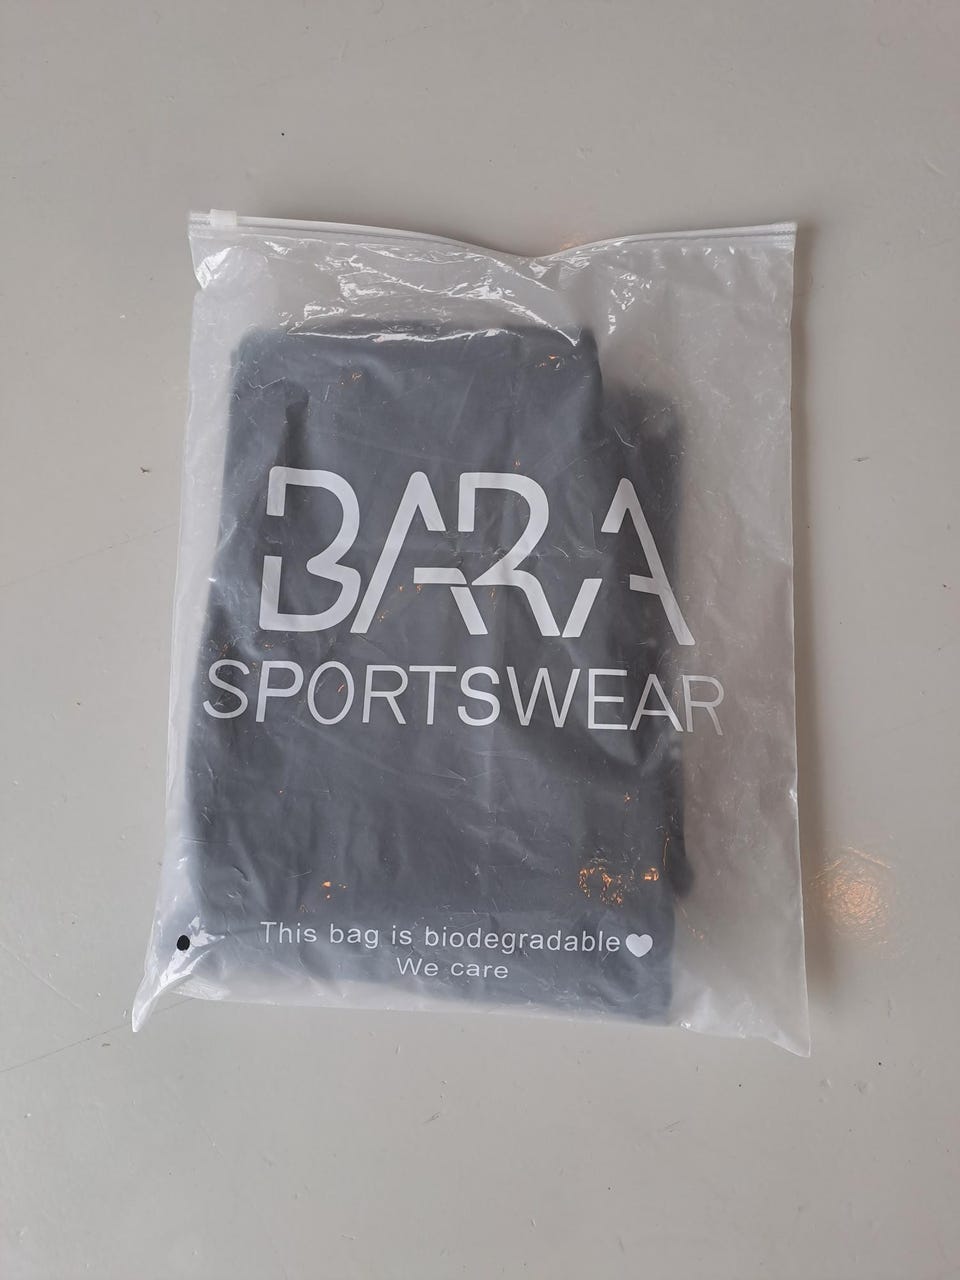 BARA
SPORTSWEAR
This bag is biodegradable🤍
We care